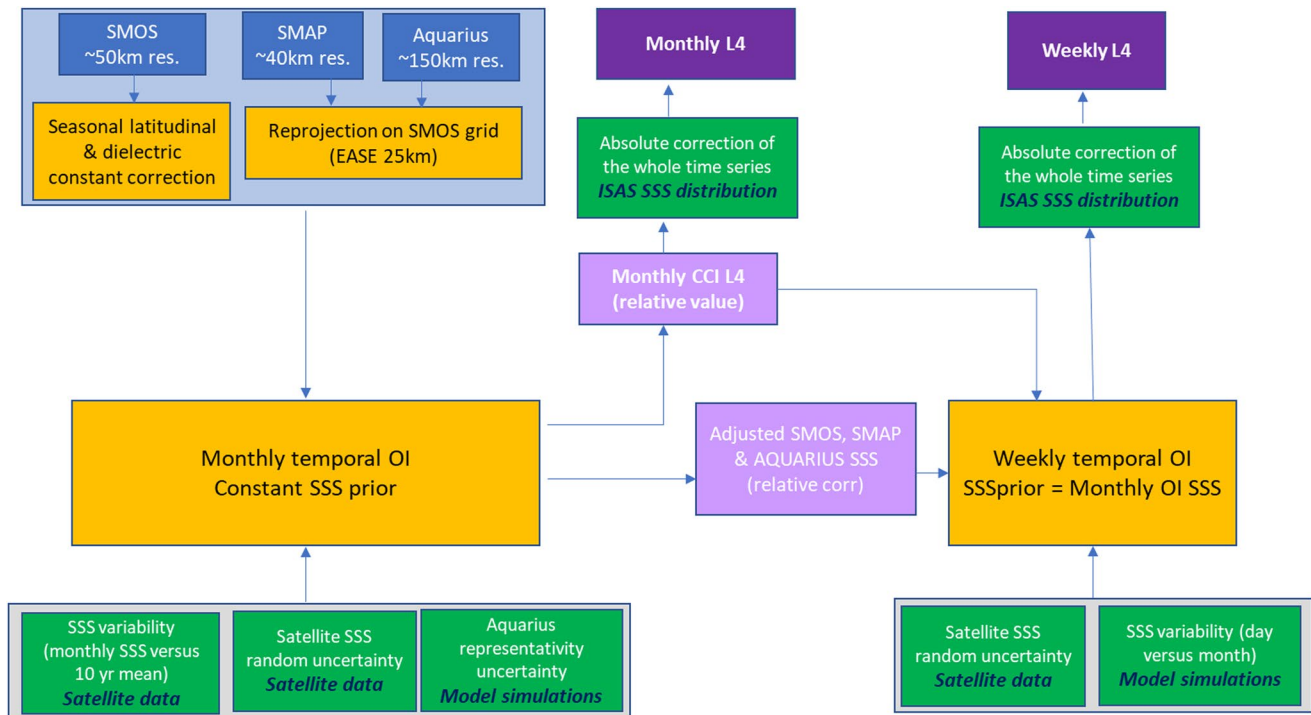 SMOS
~50km res.
SMAP
~40km res.
Aquarius
~150km res.
Seasonal latitudinal
& dielectric
constant correction
Reprojection on SMOS grid
(EASE 25km)
Monthly L4
Weekly L4
Absolute correction of
the whole time series
ISAS SSS distribution
Absolute correction of
the whole time series
ISAS SSS distribution
Monthly CCI L4
(relative value)
Monthly temporal OI
Constant SSS prior
Adjusted SMOS, SMAP
& AQUARIUS SSS
(relative corr)
Weekly temporal OI
SSSprior = Monthly OI SSS
SSS variability
(monthly SSS versus
10 yr mean)
Satellite data
Satellite SSS
random uncertainty
Satellite data
Aquarius
representativity
uncertainty
Model simulations
Satellite SSS
random uncertainty
Satellite data
SSS variability (day
versus month)
Model simulations